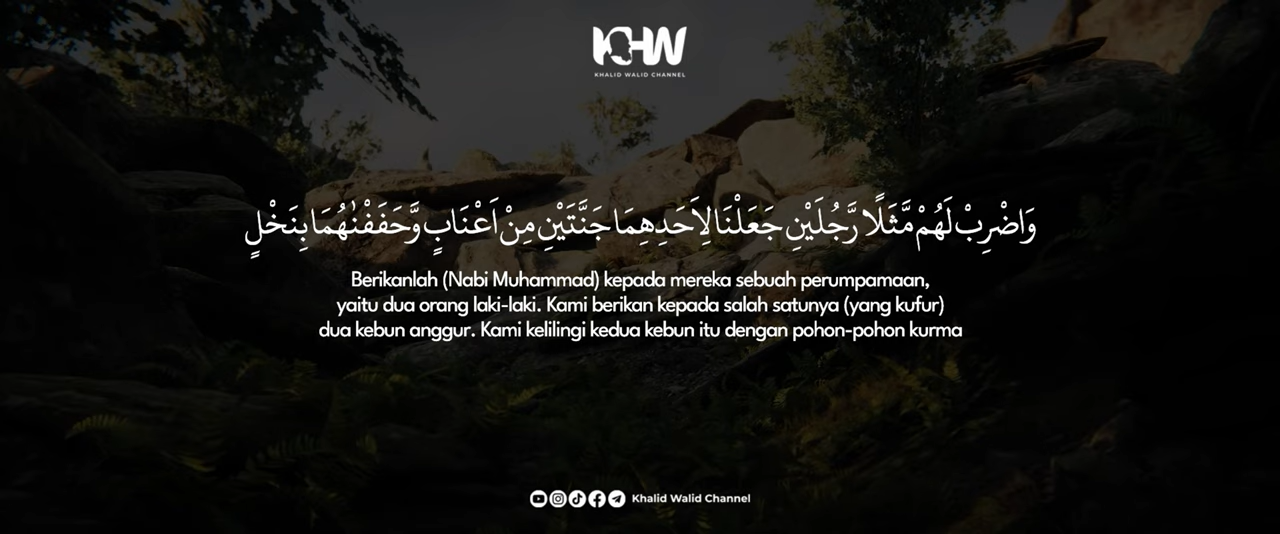 KHW
KHALID WALID CHANNEL
وَاضْرِبْ لَهُمْ مَّثَلًا رَّجُلَيْنِ جَعَلْنَا لِاَحَدِهِمَا جَنَّتَيْنِ مِنْ اَعْنَابٍ وَّحَفَفْنٰهُمَا بِنَخْلٍ
Berikanlah (Nabi Muhammad) kepada mereka sebuah perumpamaan,
yaitu dua orang laki-laki. Kami berikan kepada salah satunya (yang kufur)
dua kebun anggur. Kami kelilingi kedua kebun itu dengan pohon-pohon kurma
Khalid Walid Channel